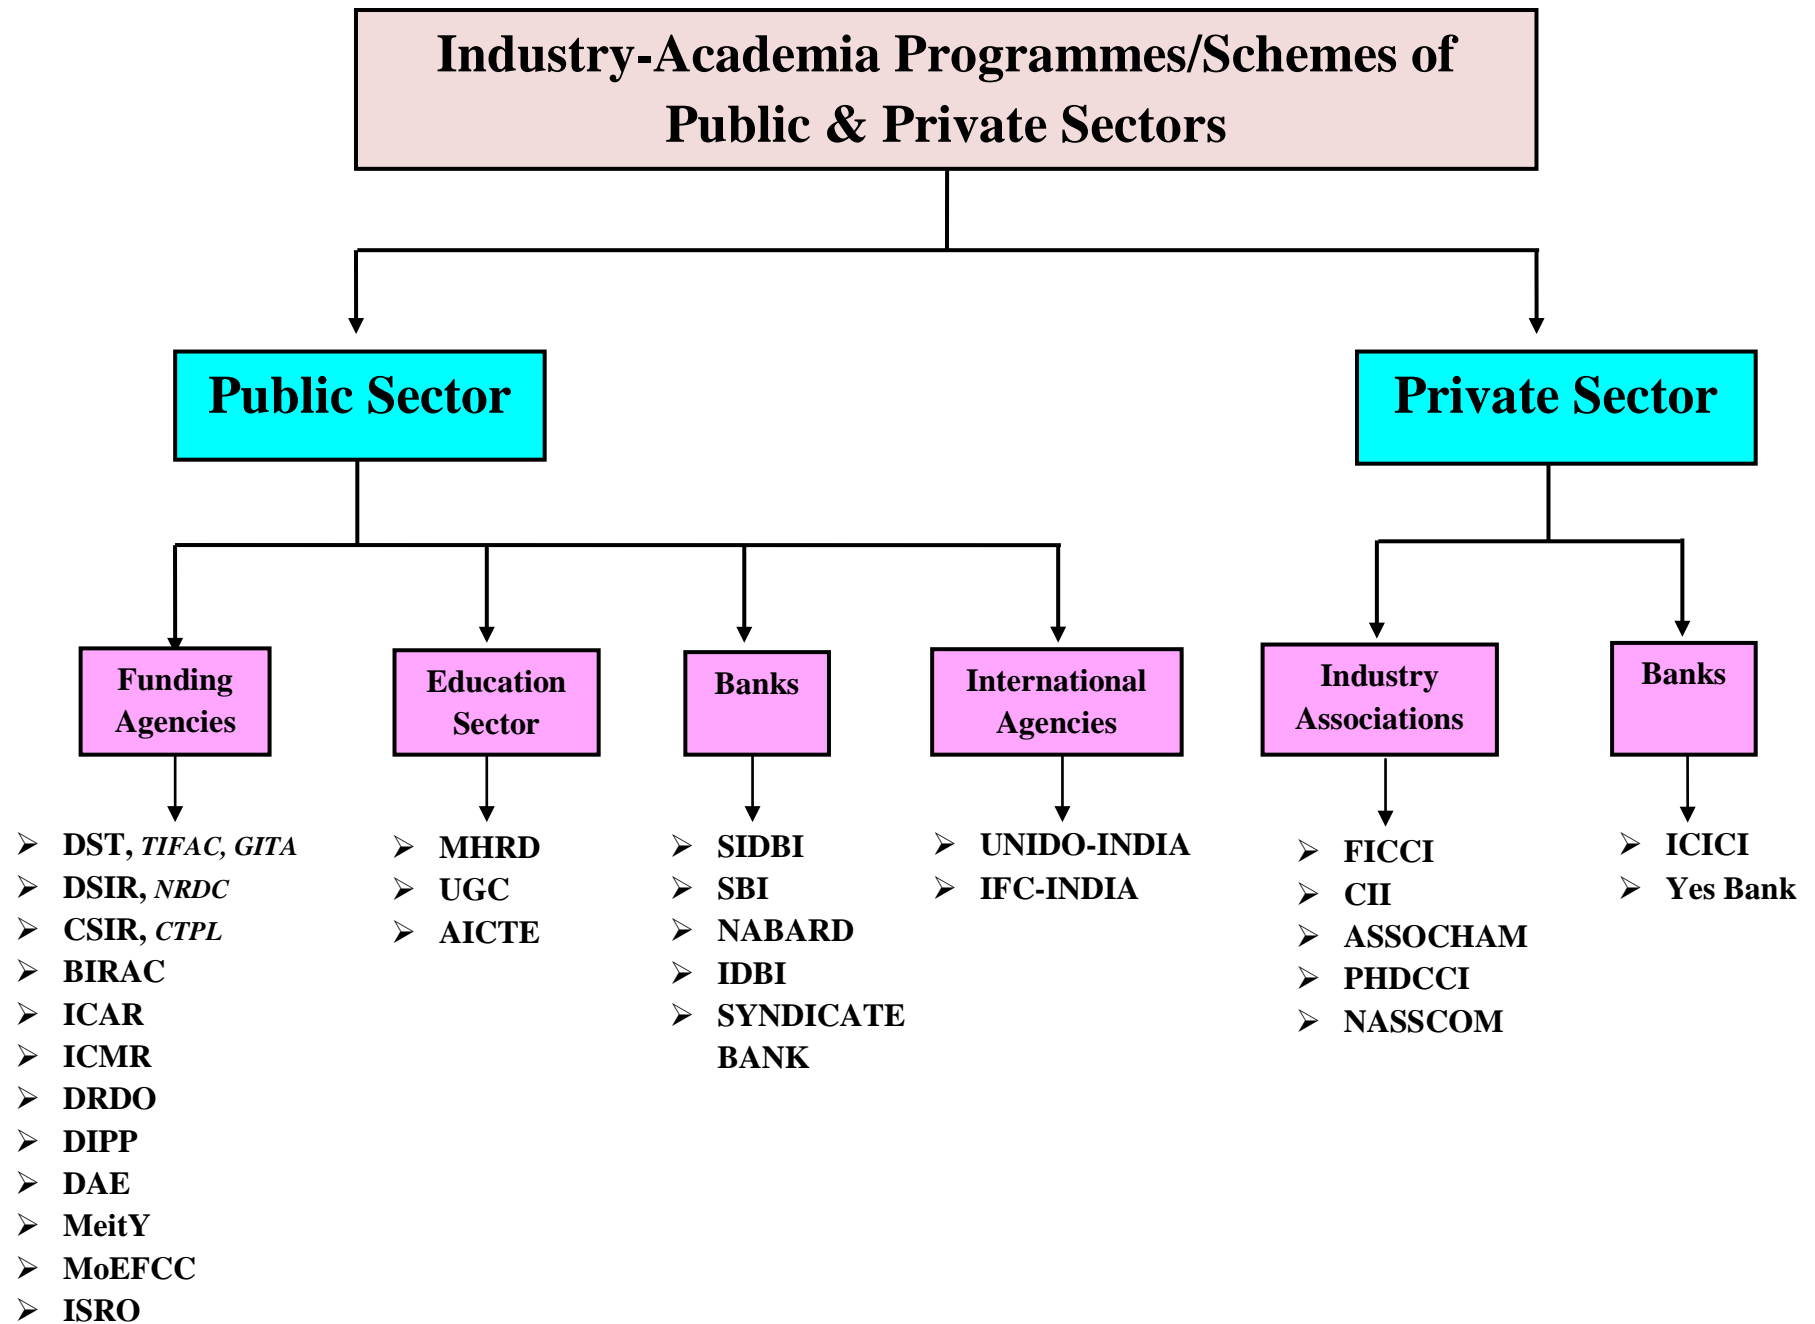 Industry-Academia Programmes/Schemes of
Public & Private Sectors
Public Sector
Private Sector
Funding
Agencies
Education
Sector
Banks
International
Agencies
Industry
Associations
Banks
DST, TIFAC, GITA
DSIR, NRDC
CSIR, CTPL
BIRAC
ICAR
ICMR
DRDO
DIPP
DAE
MeitY
MoEFCC
ISRO
MHRD
UGC
AICTE
SIDBI
SBI
NABARD
IDBI
SYNDICATE
BANK
UNIDO-INDIA
IFC-INDIA
FICCI
CII
ASSOCHAM
PHDCCI
NASSCOM
ICICI
Yes Bank